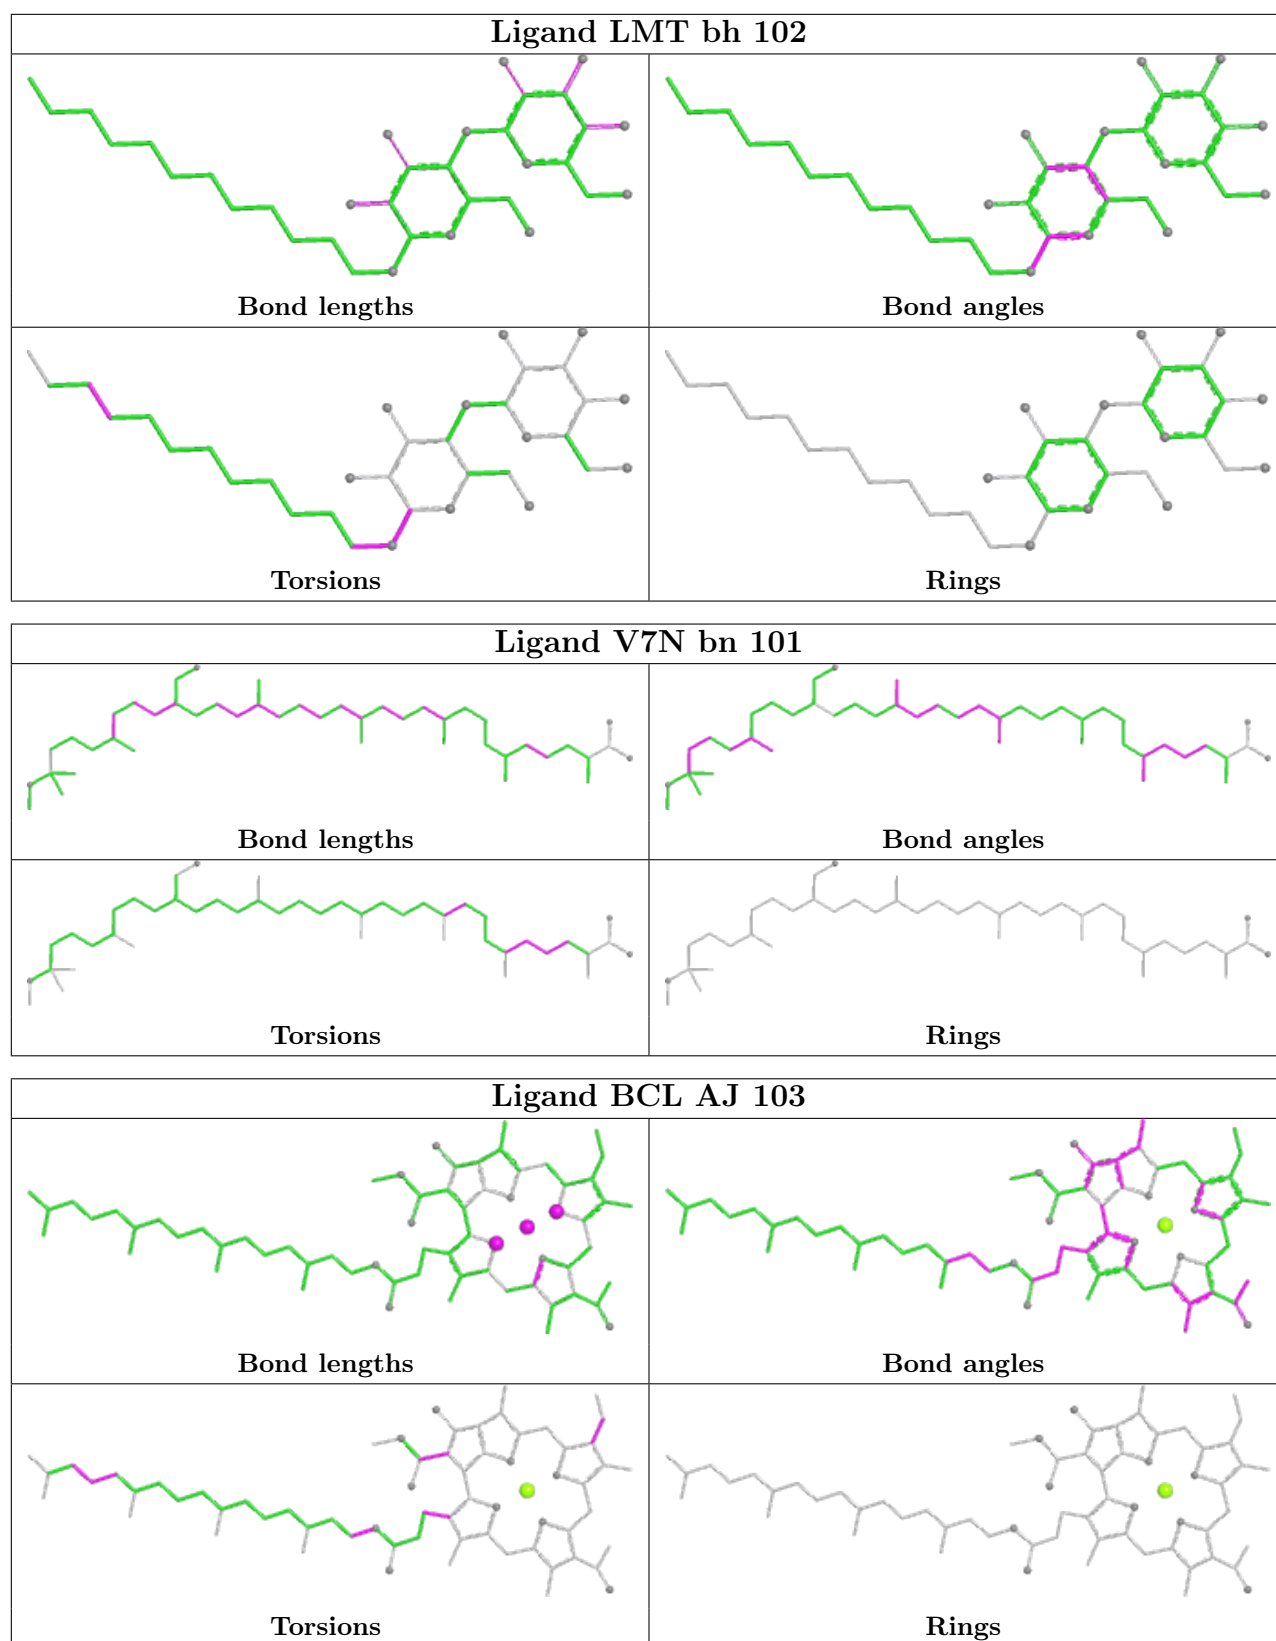 Ligand LMT bh 102
Bond lengths
Bond angles
Torsions
Rings
Ligand V7N bn 101
Bond lengths
Bond angles
Torsions
Rings
Ligand BCL AJ 103
Bond lengths
Bond angles
Torsions
Rings